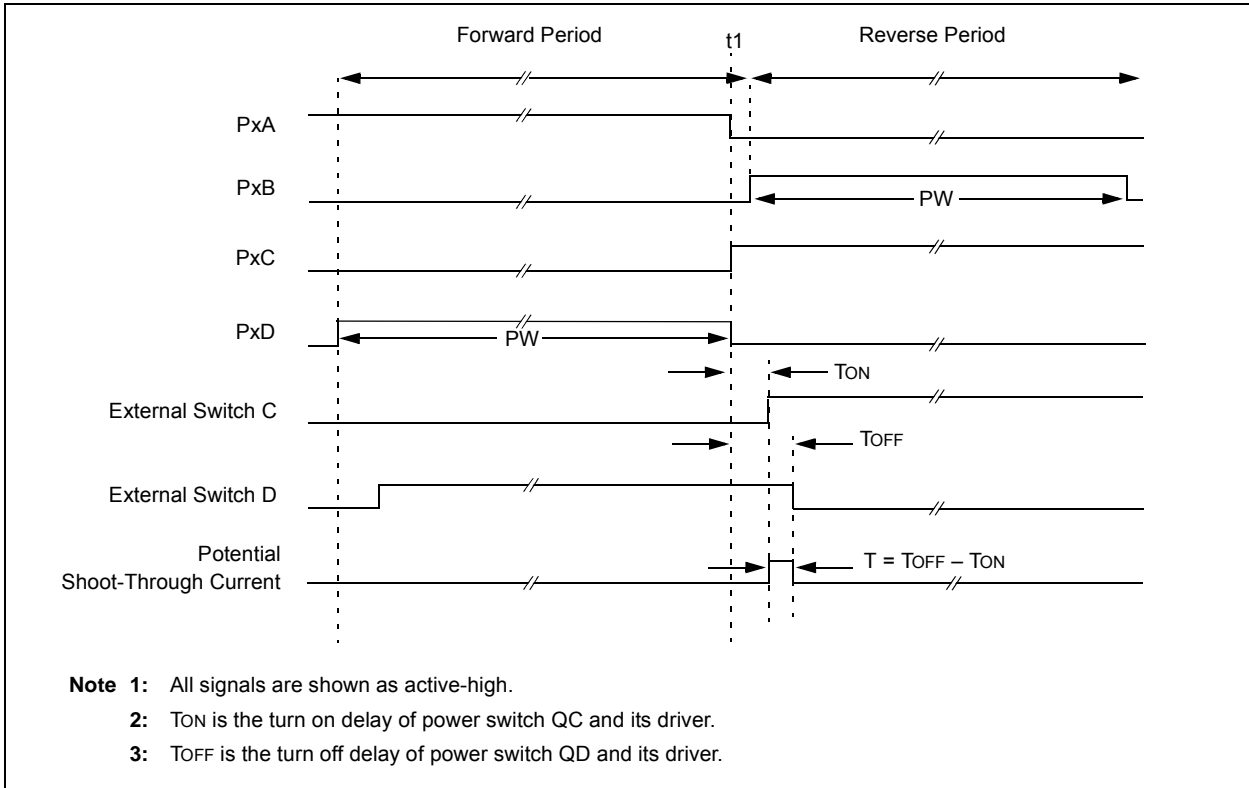 Forward Period
t1
Reverse Period
PxA
PxB
PW
PxC
PxD
PW
TON
External Switch C
TOFF
External Switch D
Potential
Shoot-Through Current
T = TOFF – TON
Note 1: All signals are shown as active-high.
2: TON is the turn on delay of power switch QC and its driver.
3: TOFF is the turn off delay of power switch QD and its driver.